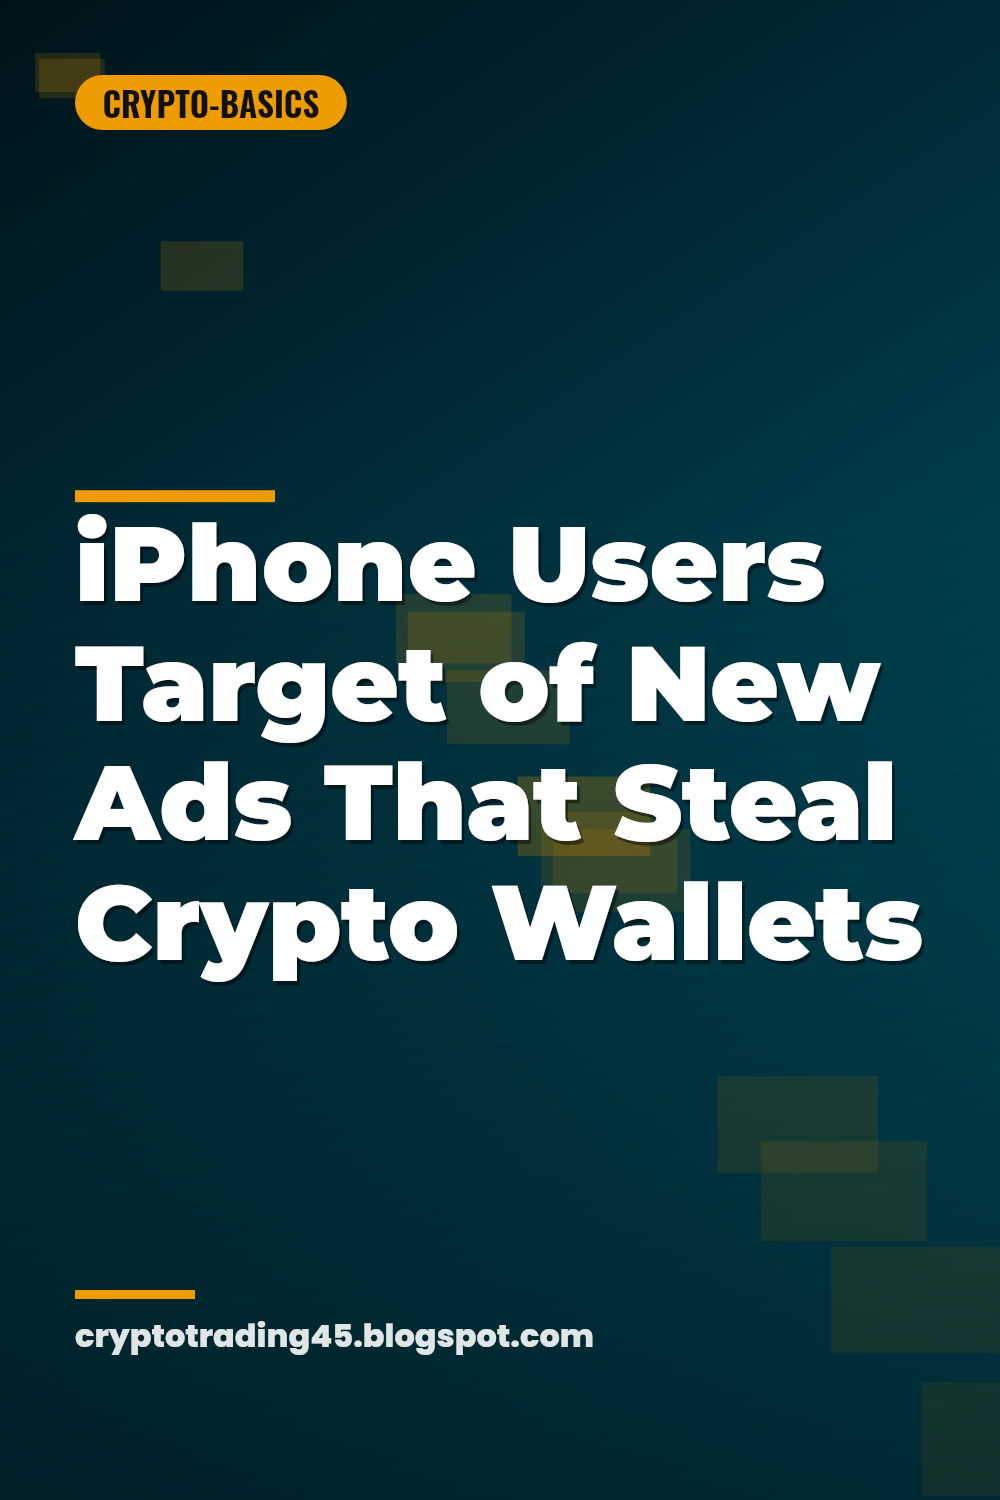 CRYPTO-BASICS
iPhone Users
Target of New
Ads That Steal
Crypto Wallets
cryptotrading45.blogspot.com